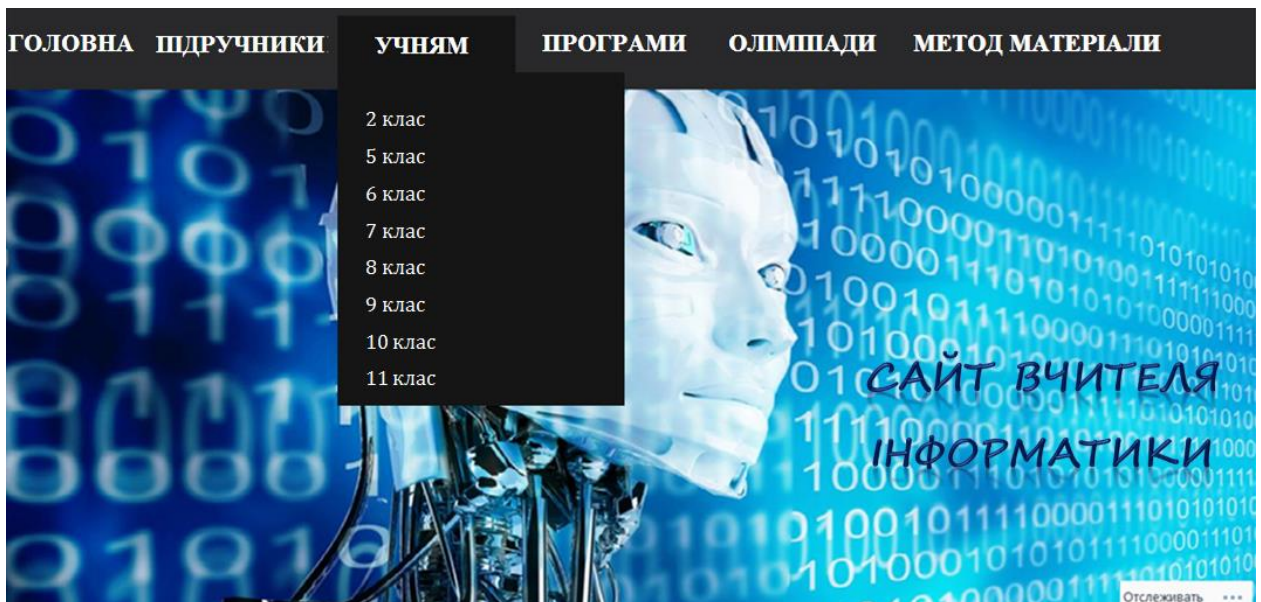 ГОЛОВНА ПІДРУЧНИКИ УЧНЯМ ПРОГРАМИ ОЛІМПІАДИ МЕТОД МАТЕРІАЛИ
2 клас
5 клас
6 клас
7 клас
8 клас
9 клас
10 клас
11 клас
САЙТ ВЧИТЕЛЯ
ІНФОРМАТИКИ
Отслеживать ...